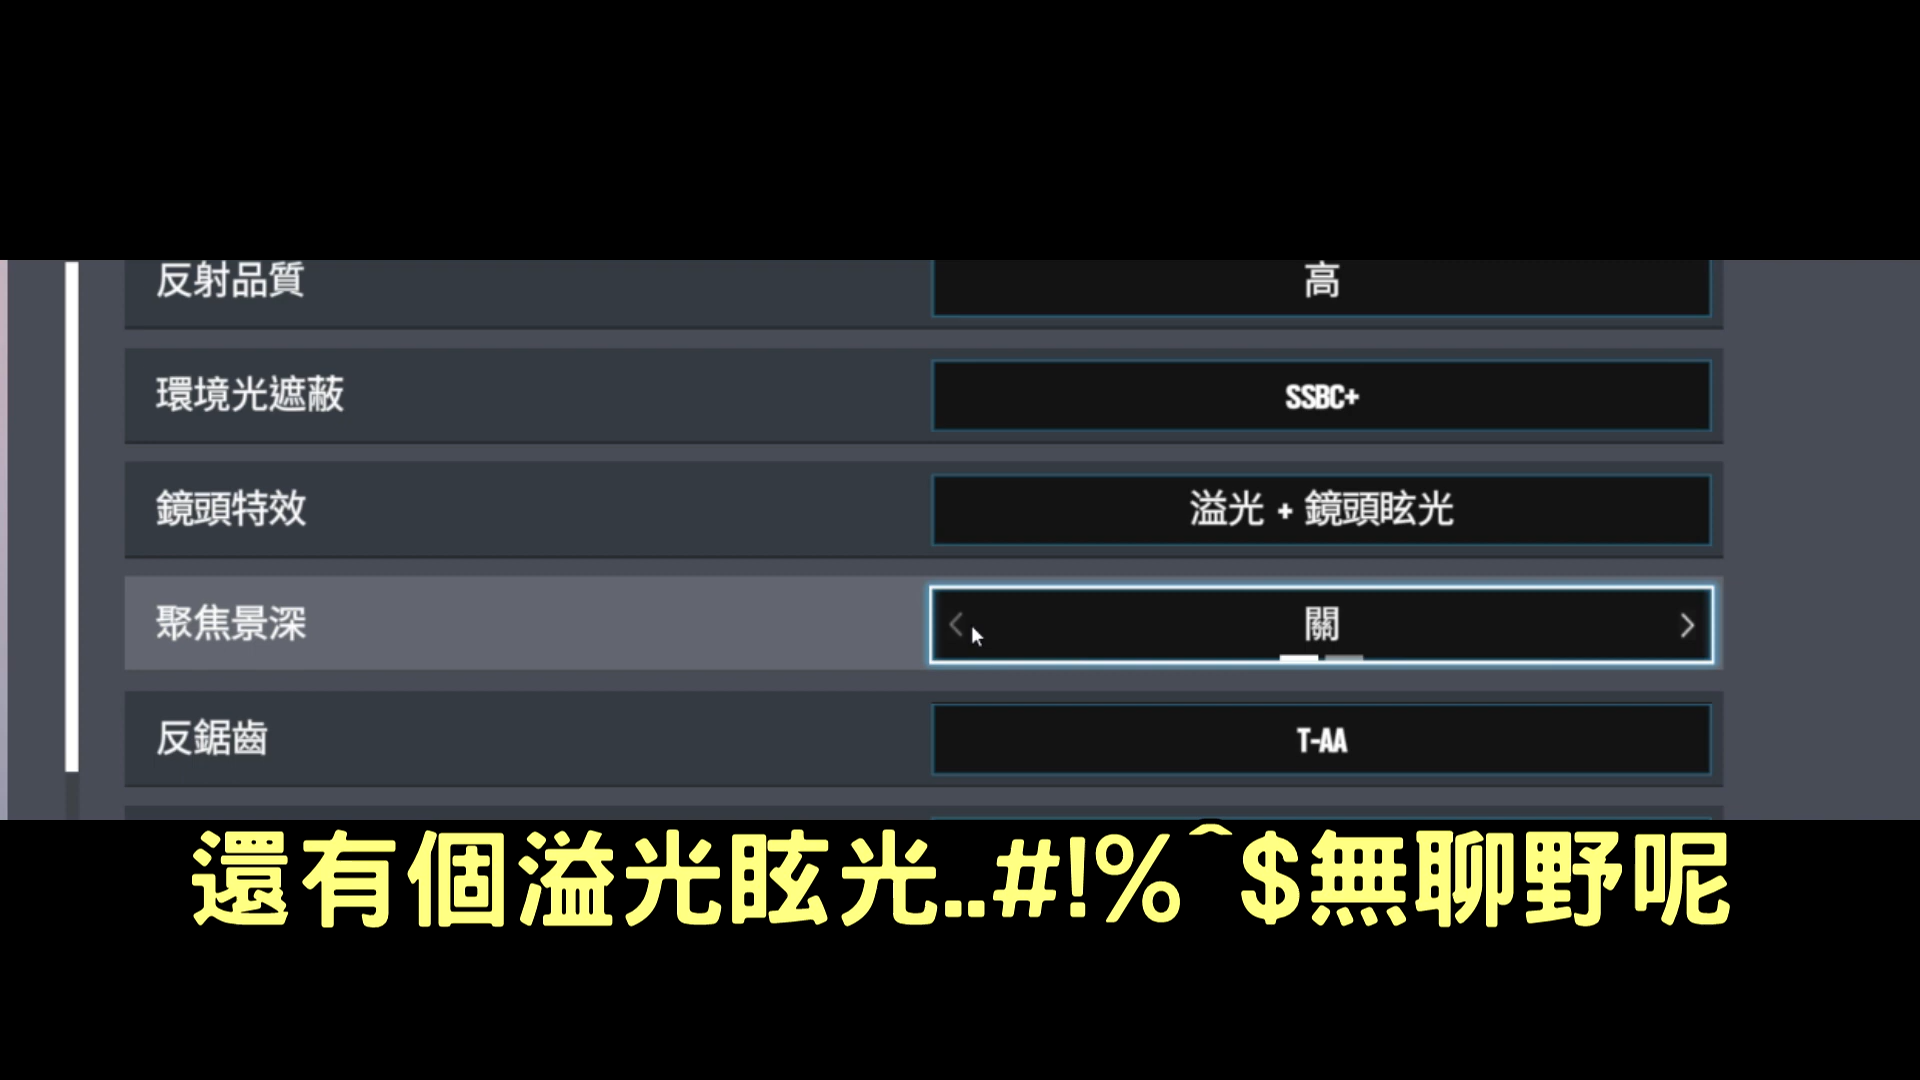 反射品質 高
環境光遮蔽 SSBC+
鏡頭特效 溢光 + 鏡頭眩光
聚焦景深 關
反鋸齒 T-AA
還有個溢光眩光..#!%^$無聊野呢